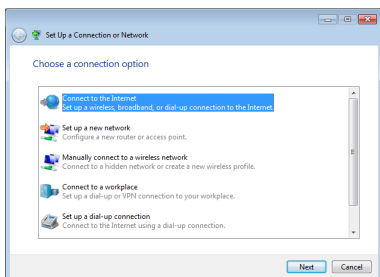 Set Up a Connection or Network
Choose a connection option
Connect to the Internet
Set up a wireless, broadband, or dial-up connection to the Internet.
Set up a new network
Configure a new router or access point.
Manually connect to a wireless network
Connect to a hidden network or create a new wireless profile.
Connect to a workplace
Set up a dial-up or VPN connection to your workplace.
Set up a dial-up connection
Connect to the Internet using a dial-up connection.
Next
Cancel